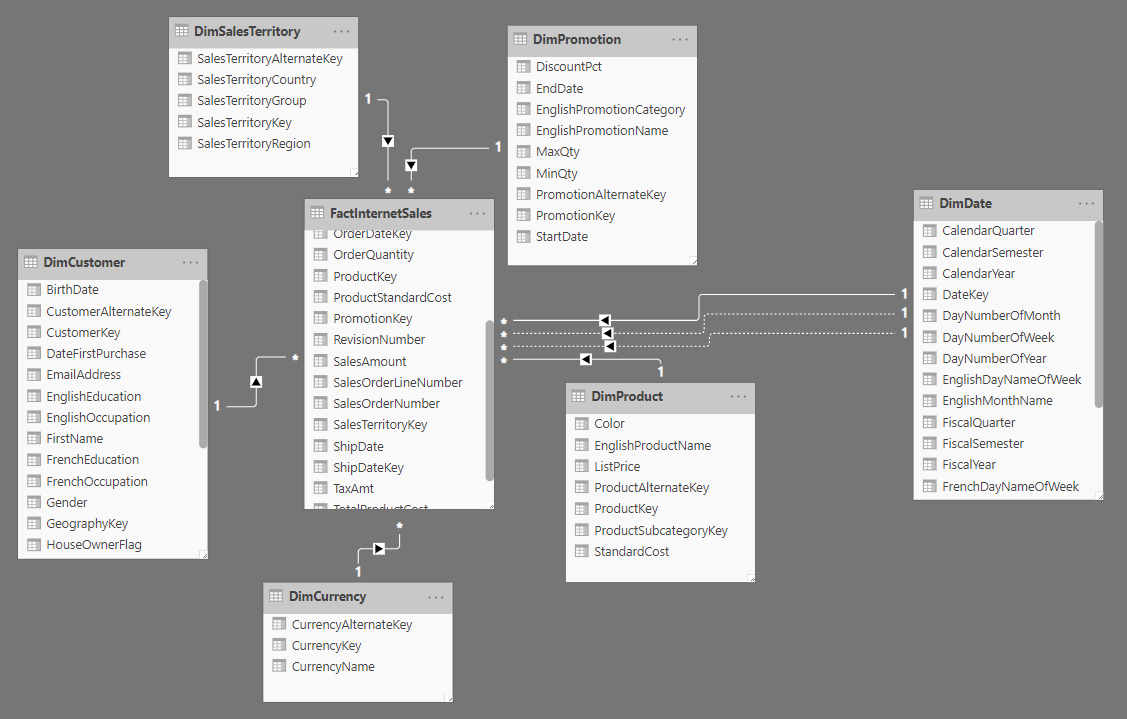 DimSalesTerritory ...
SalesTerritoryAlternateKey
SalesTerritoryCountry
SalesTerritoryGroup
SalesTerritoryKey
SalesTerritoryRegion
1
*
DimPromotion ...
DiscountPct
EndDate
EnglishPromotionCategory
EnglishPromotionName
MaxQty
MinQty
PromotionAlternateKey
PromotionKey
StartDate
1
*
FactInternetSales ...
OrderDateKey
OrderQuantity
ProductKey
ProductStandardCost
PromotionKey
RevisionNumber
SalesAmount
SalesOrderLineNumber
SalesOrderNumber
SalesTerritoryKey
ShipDate
ShipDateKey
TaxAmt
TotalProductCost
DimDate ...
CalendarQuarter
CalendarSemester
CalendarYear
DateKey
DayNumberOfMonth
DayNumberOfWeek
DayNumberOfYear
EnglishDayNameOfWeek
EnglishMonthName
FiscalQuarter
FiscalSemester
FiscalYear
FrenchDayNameOfWeek
1
1
1
*
*
*
*
1
DimCustomer ...
BirthDate
CustomerAlternateKey
CustomerKey
DateFirstPurchase
EmailAddress
EnglishEducation
EnglishOccupation
FirstName
FrenchEducation
FrenchOccupation
Gender
GeographyKey
HouseOwnerFlag
1
*
DimProduct ...
Color
EnglishProductName
ListPrice
ProductAlternateKey
ProductKey
ProductSubcategoryKey
StandardCost
*
1
DimCurrency ...
CurrencyAlternateKey
CurrencyKey
CurrencyName